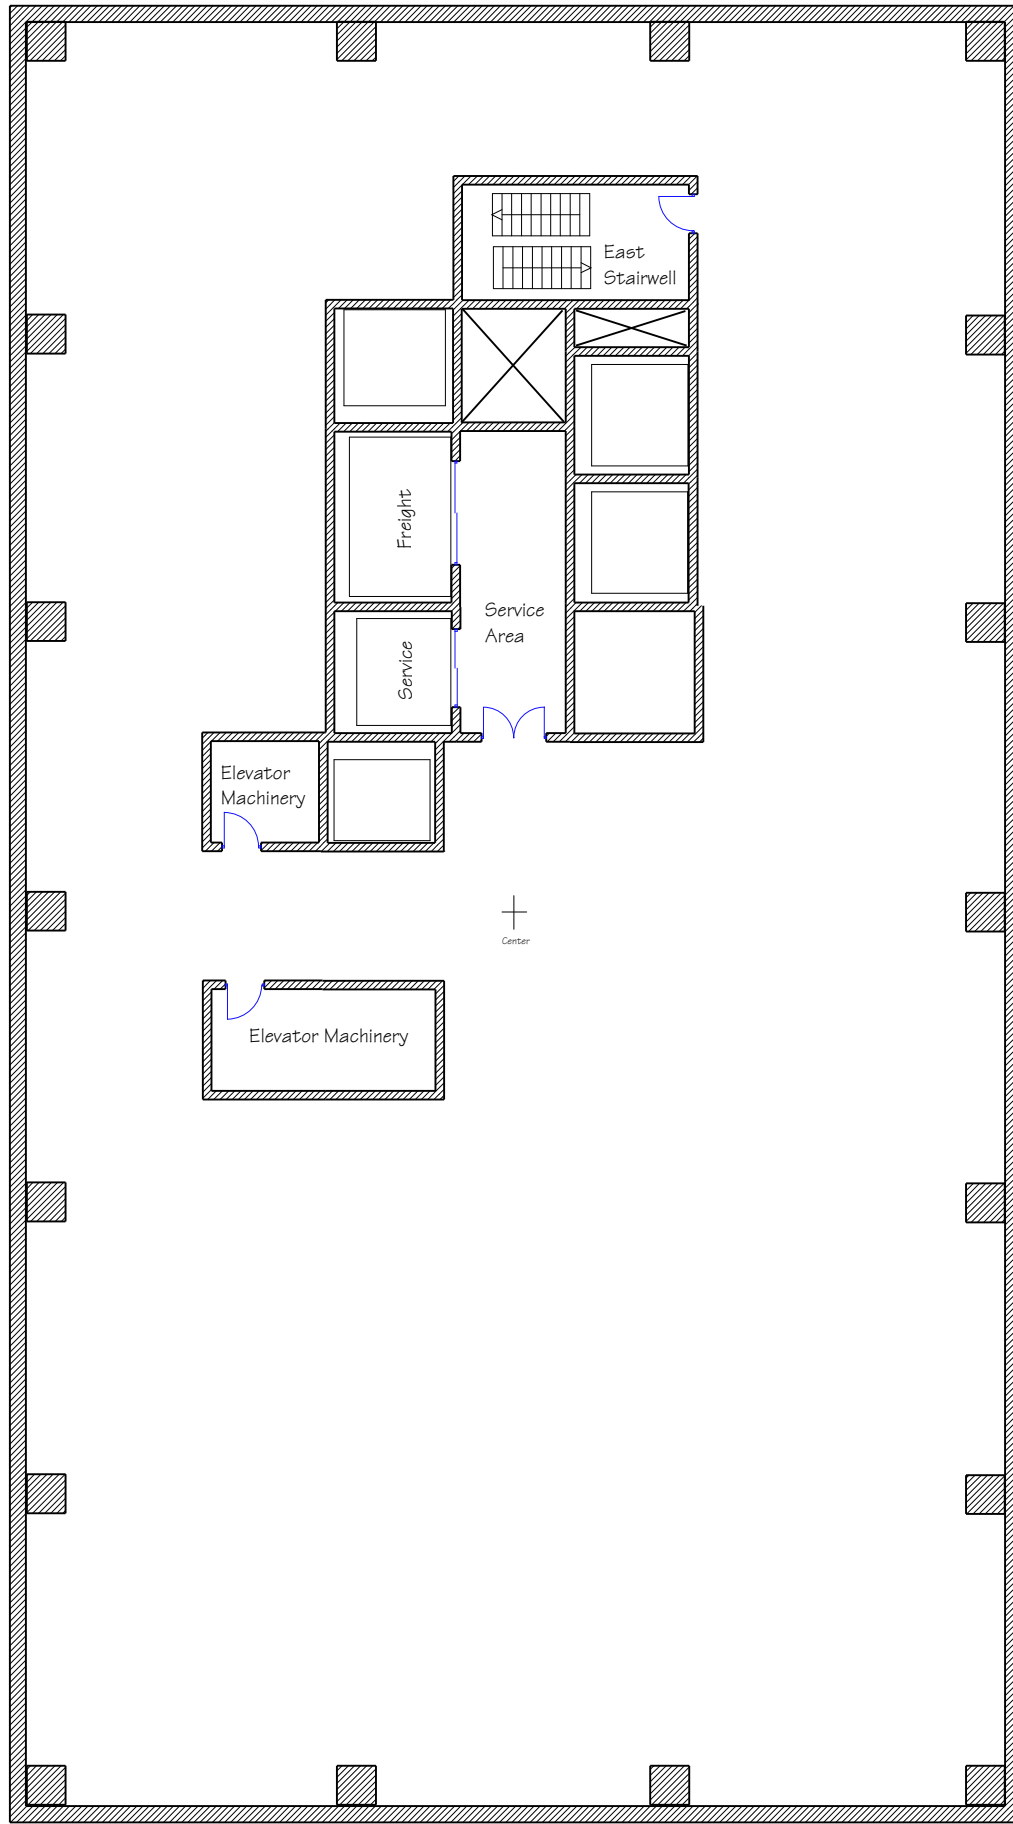 East
Stairwell
Freight
Service
Area
Service
Elevator
Machinery
Center
Elevator Machinery